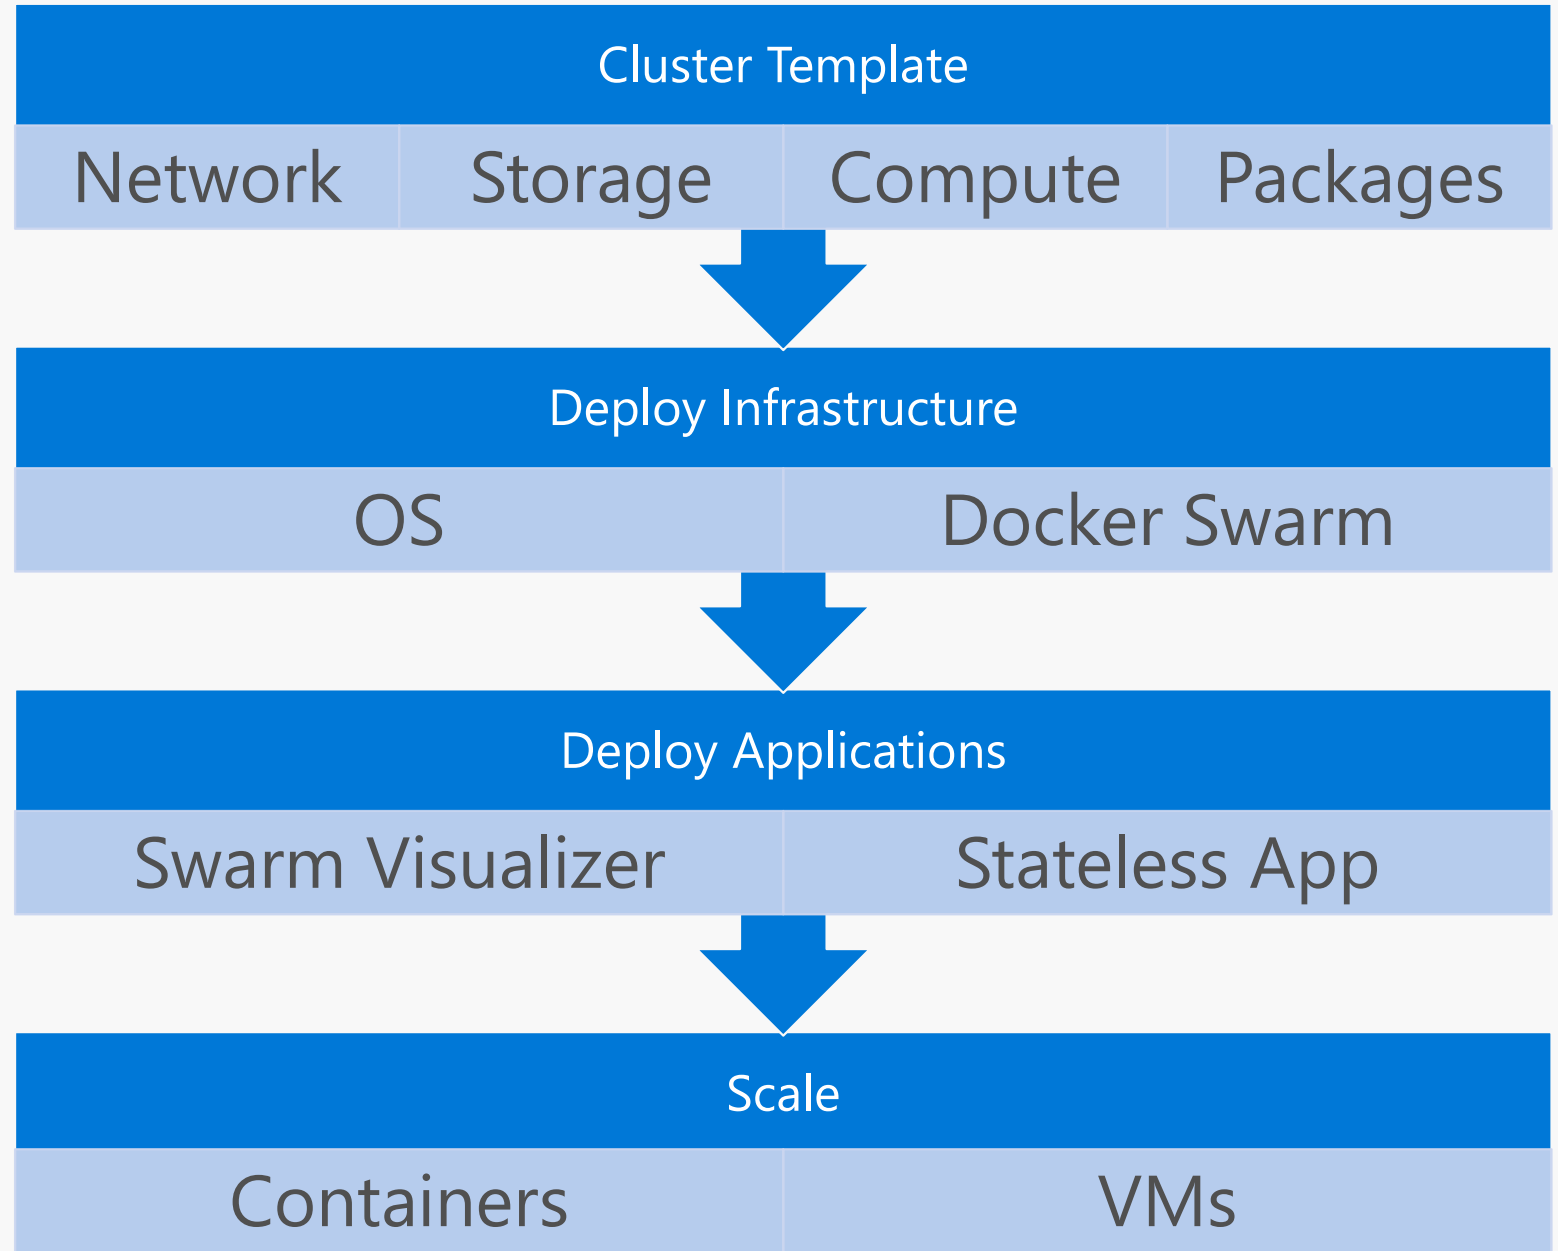 Cluster Template
Network Storage Compute Packages
Deploy Infrastructure
OS Docker Swarm
Deploy Applications
Swarm Visualizer Stateless App
Scale
Containers VMs